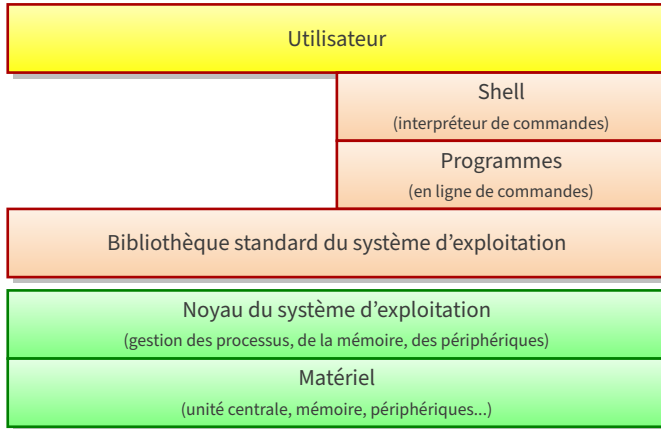 Utilisateur
Shell
(interpréteur de commandes)
Programmes
(en ligne de commandes)
Bibliothèque standard du système d’exploitation
Noyau du système d’exploitation
(gestion des processus, de la mémoire, des périphériques)
Matériel
(unité centrale, mémoire, périphériques...)